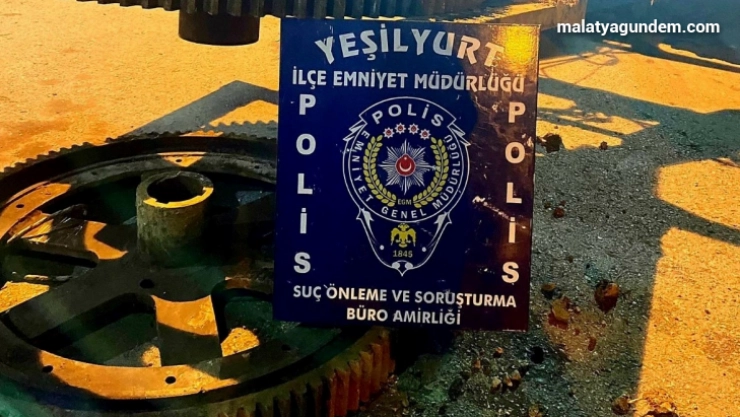 malatyagundem.com
YEŞİLYURT
İLÇE EMNİYET MÜDÜRLÜĞÜ
POLİS
POLİS
POLİS
EMNİYET GENEL MÜDÜRLÜĞÜ
EGM
1845
SUÇ ÖNLEME VE SORUŞTURMA
BÜRO AMİRLİĞİ